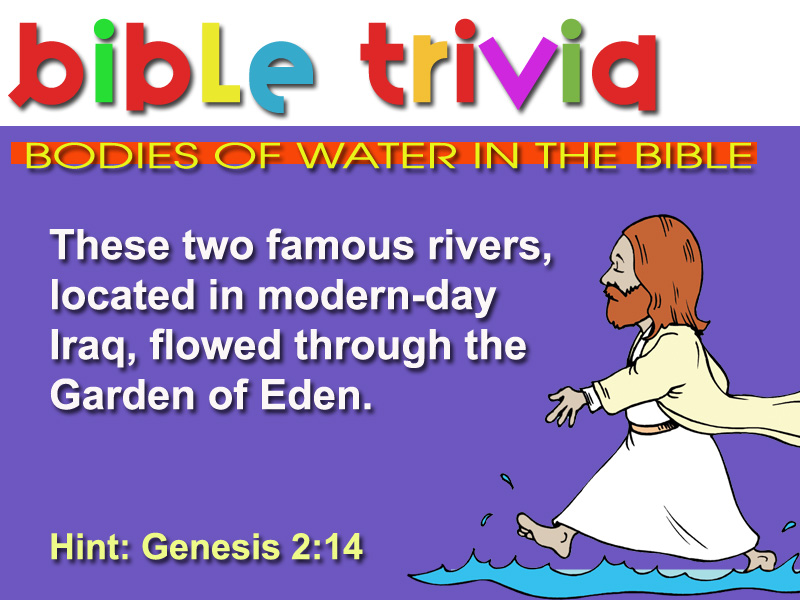 bible trivia
BODIES OF WATER IN THE BIBLE
These two famous rivers,
located in modern-day
Iraq, flowed through the
Garden of Eden.
Hint: Genesis 2:14